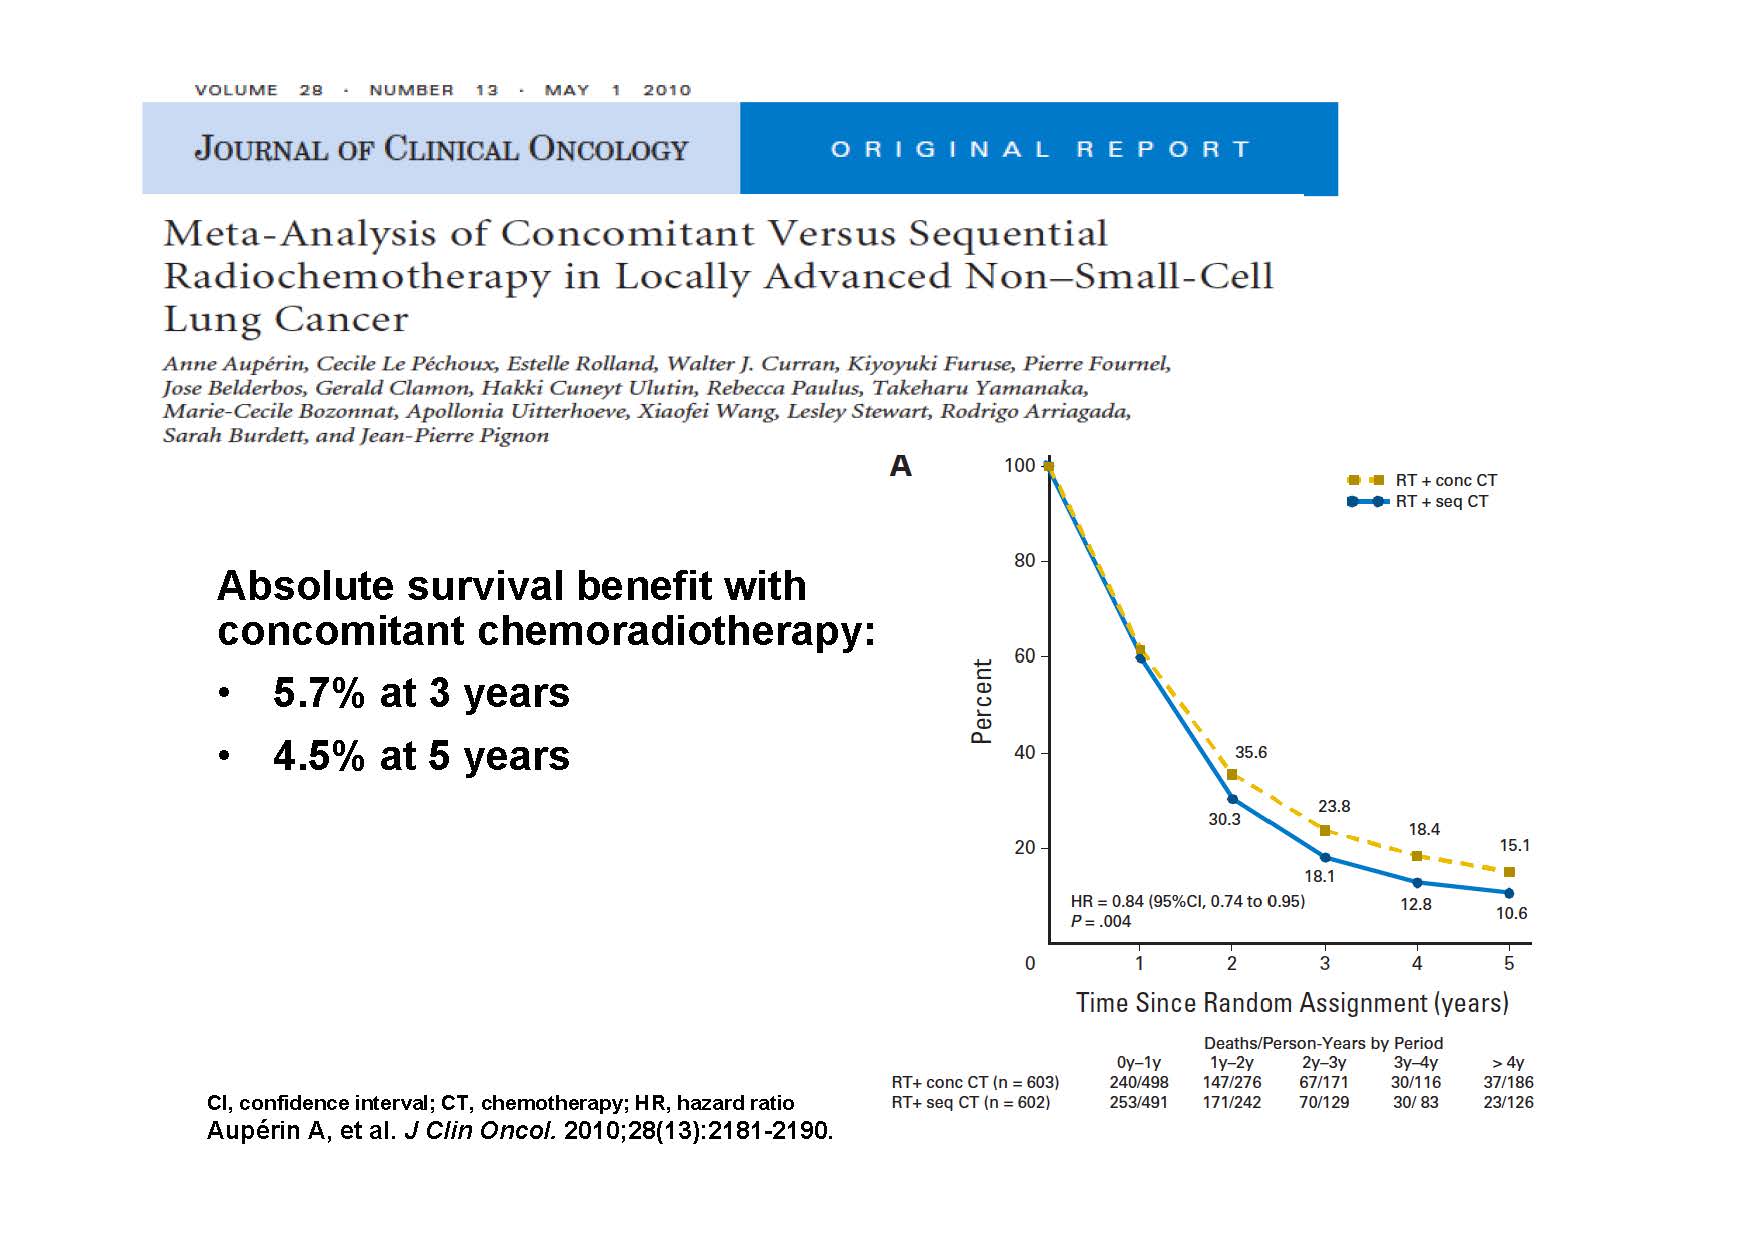 VOLUME 28 · NUMBER 13 · MAY 1 2010
JOURNAL OF CLINICAL ONCOLOGY
ORIGINAL REPORT
Meta-Analysis of Concomitant Versus Sequential
Radiochemotherapy in Locally Advanced Non–Small-Cell
Lung Cancer
Anne Aupérin, Cecile Le Péchoux, Estelle Rolland, Walter J. Curran, Kiyoyuki Furuse, Pierre Fournel,
Jose Belderbos, Gerald Clamon, Hakki Cuneyt Ulutin, Rebecca Paulus, Takeharu Yamanaka,
Marie-Cecile Bozonnat, Apollonia Uitterhoeve, Xiaofei Wang, Lesley Stewart, Rodrigo Arriagada,
Sarah Burdett, and Jean-Pierre Pignon
Absolute survival benefit with
concomitant chemoradiotherapy:
• 5.7% at 3 years
• 4.5% at 5 years
A
RT + conc CT
RT + seq CT
Percent
100
80
60
40
20
0
35.6
30.3
23.8
18.1
18.4
12.8
15.1
10.6
HR = 0.84 (95%CI, 0.74 to 0.95)
P = .004
1 2 3 4 5
Time Since Random Assignment (years)
Deaths/Person-Years by Period
0y–1y 1y–2y 2y–3y 3y–4y > 4y
RT+ conc CT (n = 603) 240/498 147/276 67/171 30/116 37/186
RT+ seq CT (n = 602) 253/491 171/242 70/129 30/ 83 23/126
CI, confidence interval; CT, chemotherapy; HR, hazard ratio
Aupérin A, et al. J Clin Oncol. 2010;28(13):2181-2190.